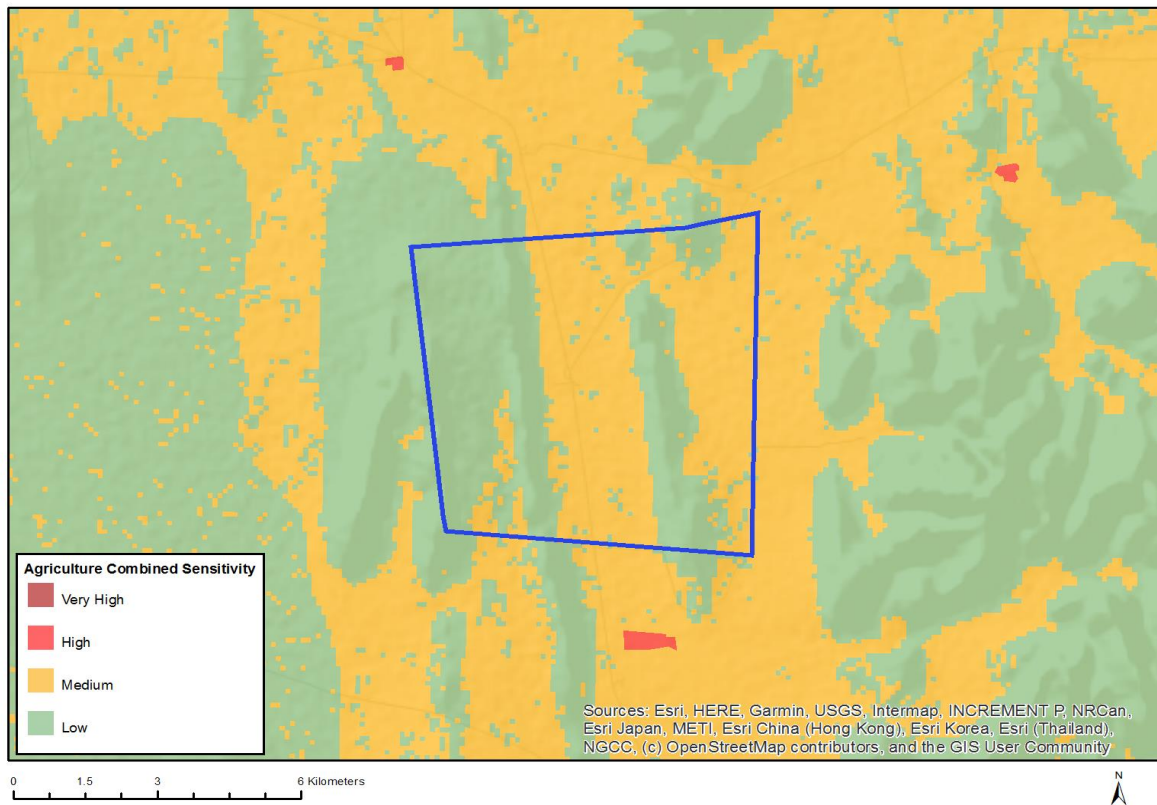 Agriculture Combined Sensitivity
Very High
High
Medium
Low
Sources: Esri, HERE, Garmin, USGS, Intermap, INCREMENT P, NRCan,
Esri Japan, METI, Esri China (Hong Kong), Esri Korea, Esri (Thailand),
NGCC, (c) OpenStreetMap contributors, and the GIS User Community
0 1.5 3 6 Kilometers
N